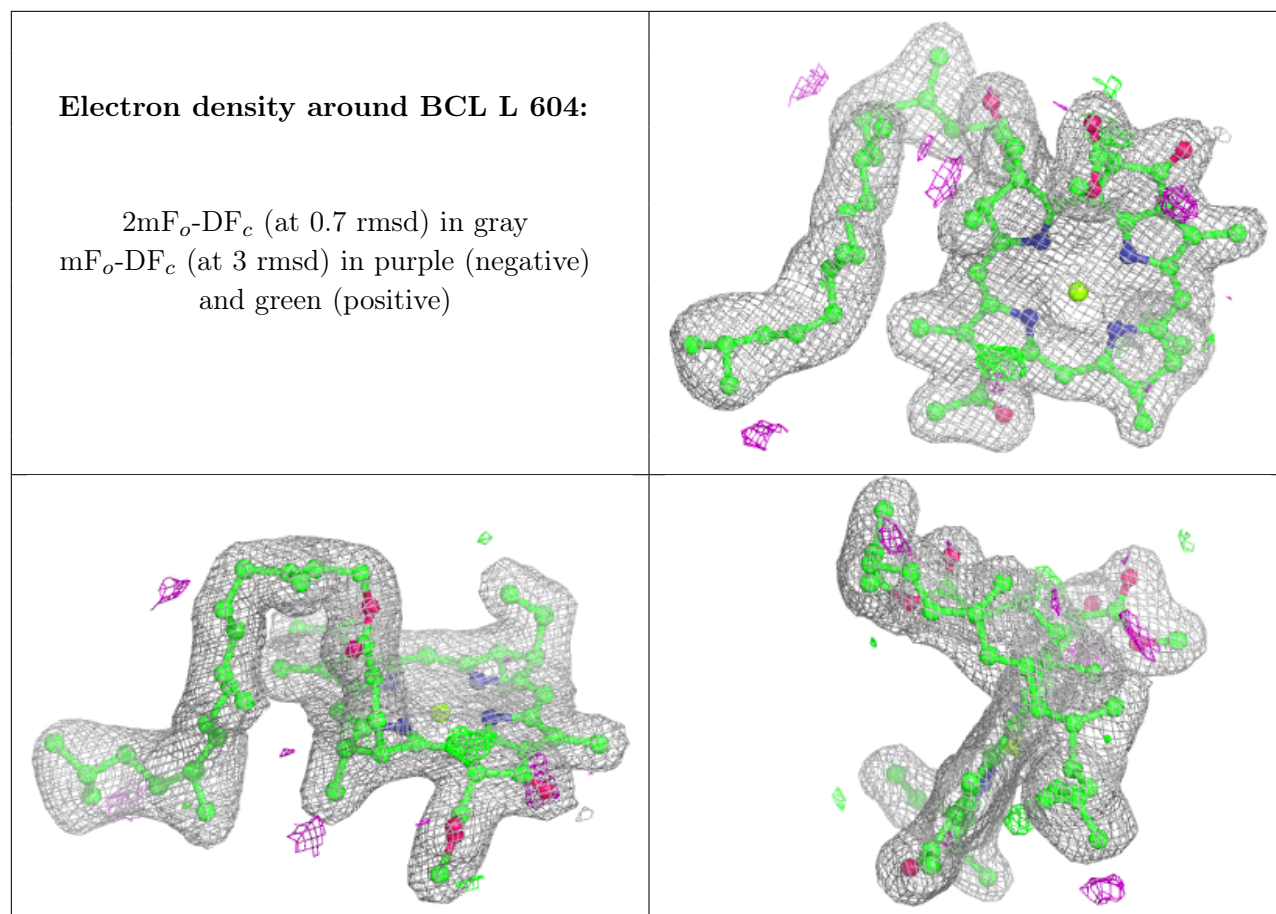 Electron density around BCL L 604:
2mFo-DFc (at 0.7 rmsd) in gray
mFo-DFc (at 3 rmsd) in purple (negative)
and green (positive)